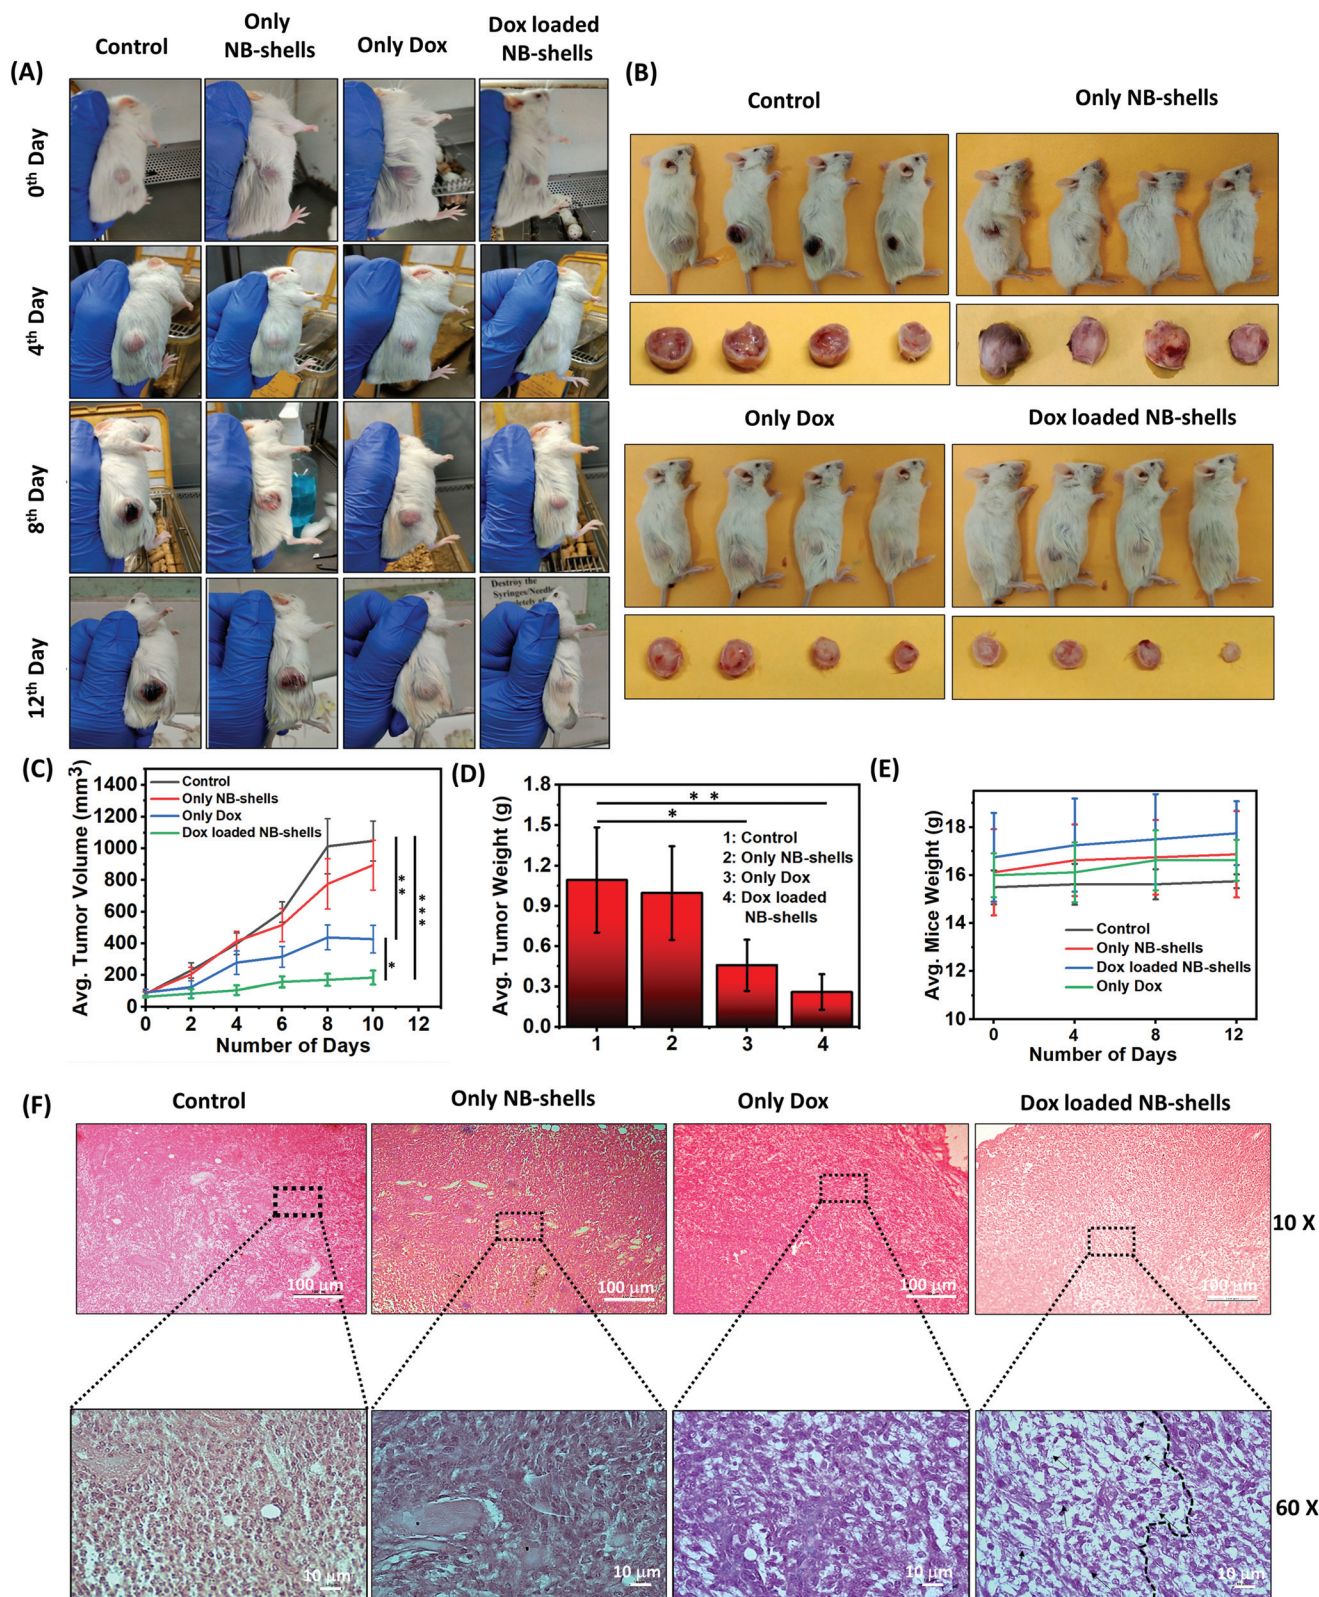 Control
Only
NB-shells
Only Dox
Dox loaded
NB-shells
(A)
0th Day
4th Day
8th Day
12th Day
Destroy the
Syringes/Needle
(B)
Control
Only NB-shells
Only Dox
Dox loaded NB-shells
(C)
Avg. Tumor Volume (mm³)
1400
1200
1000
800
600
400
200
0
Control
Only NB-shells
Only Dox
Dox loaded NB-shells
**
***
*
0 2 4 6 8 10 12
Number of Days
(D)
Avg. Tumor Weight (g)
1.8
1.5
1.2
0.9
0.6
0.3
0.0
* *
*
1: Control
2: Only NB-shells
3: Only Dox
4: Dox loaded
NB-shells
1 2 3 4
(E)
Avg. Mice Weight (g)
18
16
14
12
10
Control
Only NB-shells
Dox loaded NB-shells
Only Dox
0 4 8 12
Number of Days
(F)
Control
Only NB-shells
Only Dox
Dox loaded NB-shells
100 μm
100 μm
100 μm
100 μm
10 X
10 μm
10 μm
10 μm
10 μm
60 X